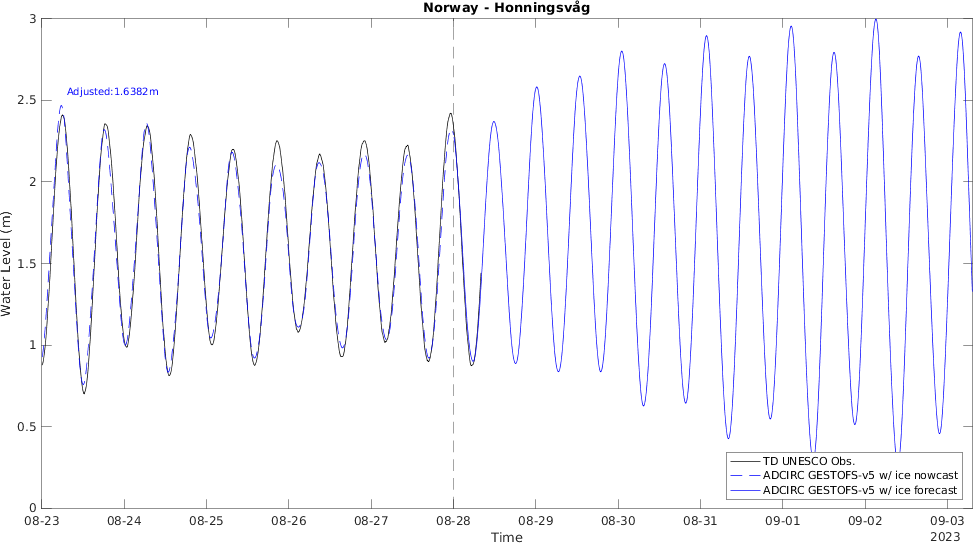 Norway - Honningsvåg
Adjusted:1.6382m
Water Level (m)
3
2.5
2
1.5
1
0.5
0
TD UNESCO Obs.
ADCIRC GESTOFS-v5 w/ ice nowcast
ADCIRC GESTOFS-v5 w/ ice forecast
08-23 08-24 08-25 08-26 08-27 08-28 08-29 08-30 08-31 09-01 09-02 09-03
Time
2023